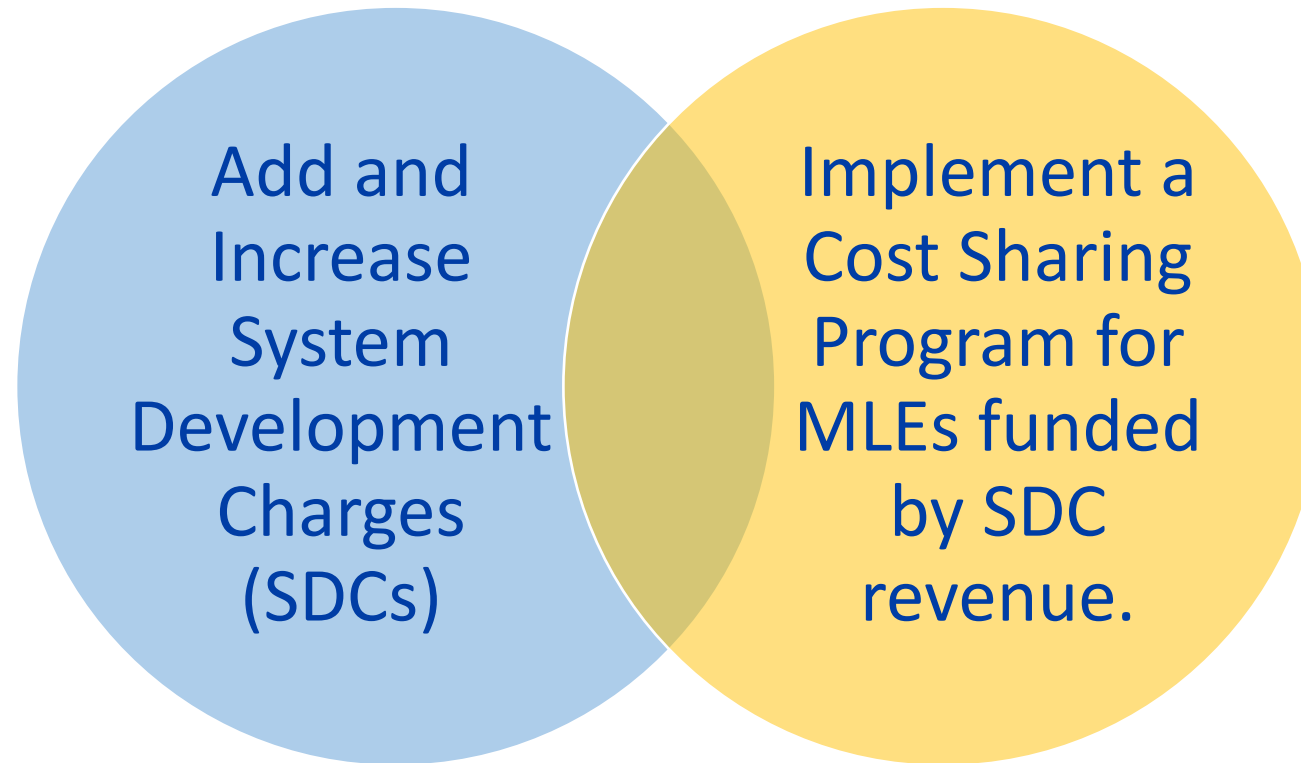 Add and
Increase
System
Development
Charges
(SDCs)
Implement a
Cost Sharing
Program for
MLEs funded
by SDC
revenue.